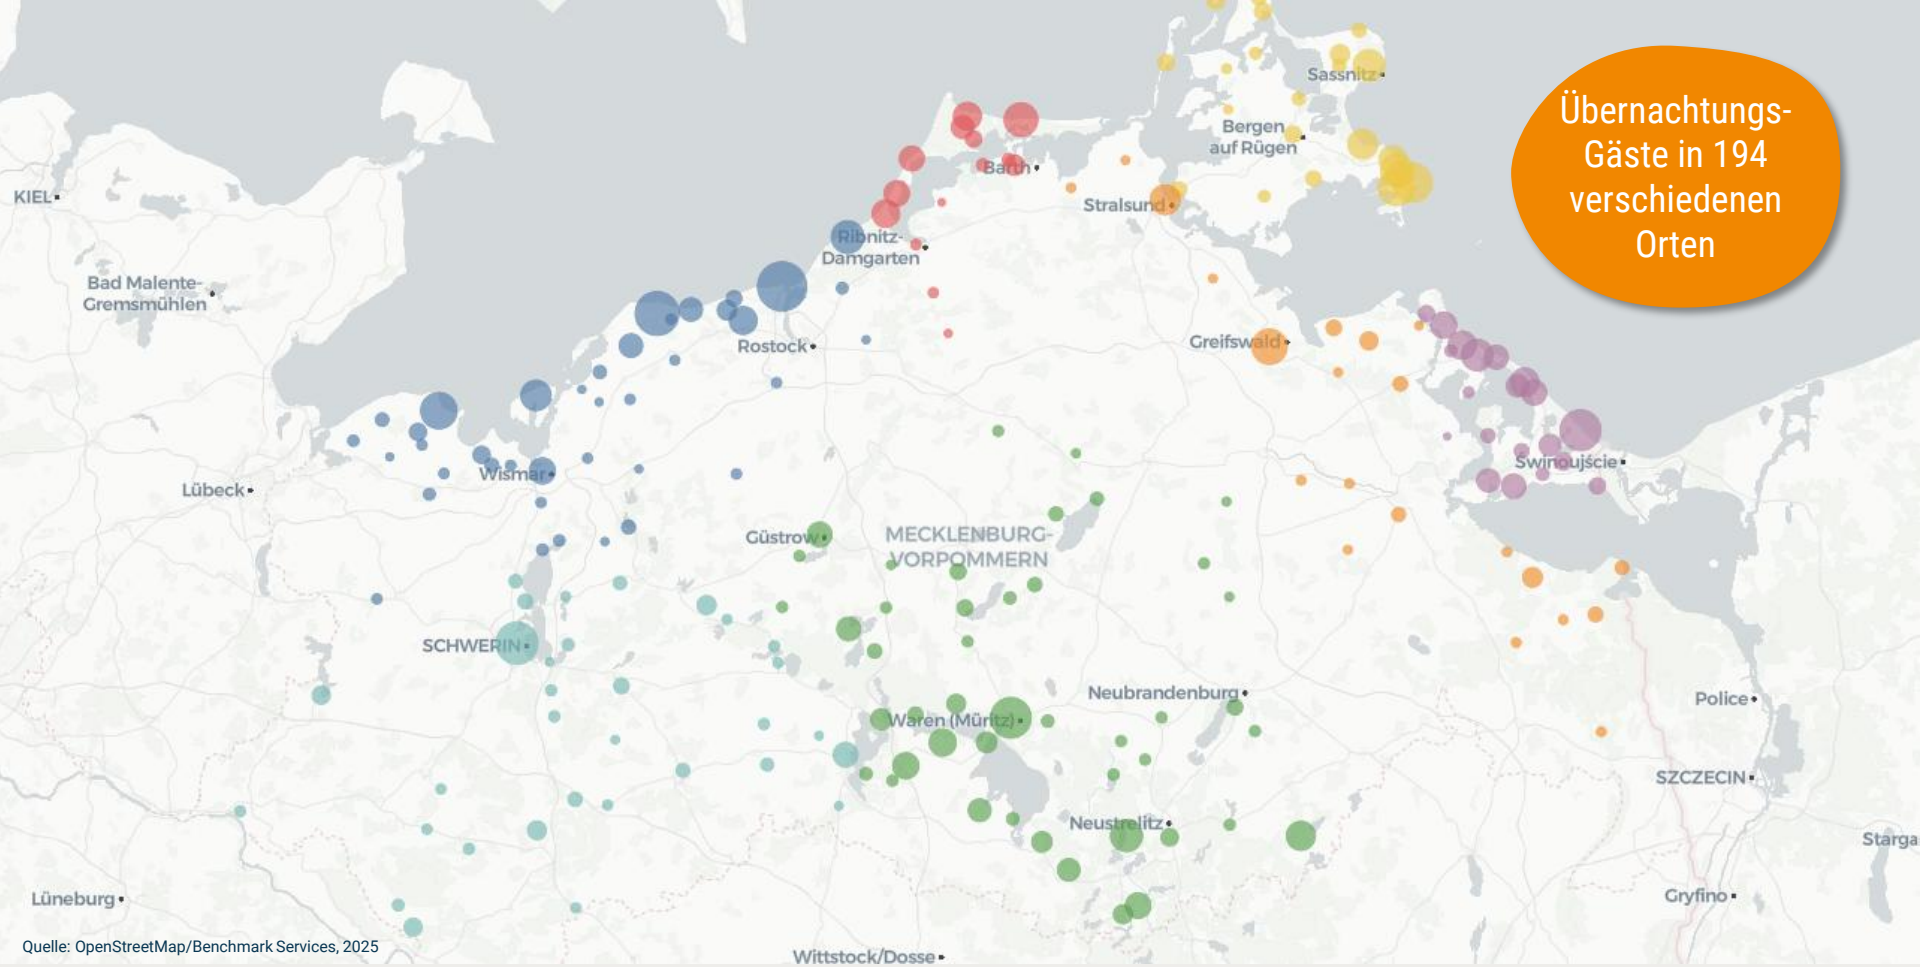 Übernachtungs-
Gäste in 194
verschiedenen
Orten
Sassnitz
Bergen
auf Rügen
Barth
KIEL
Stralsund
Ribnitz-
Damgarten
Bad Malente-
Gremsmühlen
Rostock
Greifswald
Lübeck
Wismar
Świnoujście
Güstrow
MECKLENBURG-
VORPOMMERN
SCHWERIN
Neubrandenburg
Police
Waren (Müritz)
SZCZECIN
Neustrelitz
Starga
Lüneburg
Gryfino
Quelle: OpenStreetMap/Benchmark Services, 2025
Wittstock/Dosse